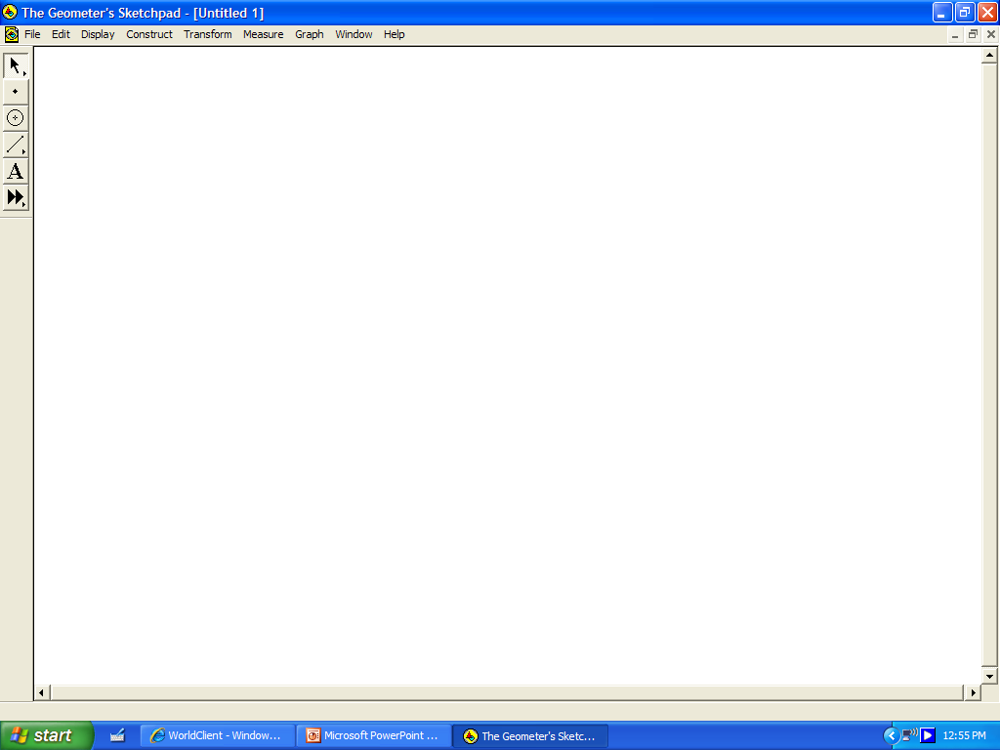 The Geometer's Sketchpad - [Untitled 1]
File Edit Display Construct Transform Measure Graph Window Help
A
start WorldClient - Window... Microsoft PowerPoint ... The Geometer's Sketc... 12:55 PM